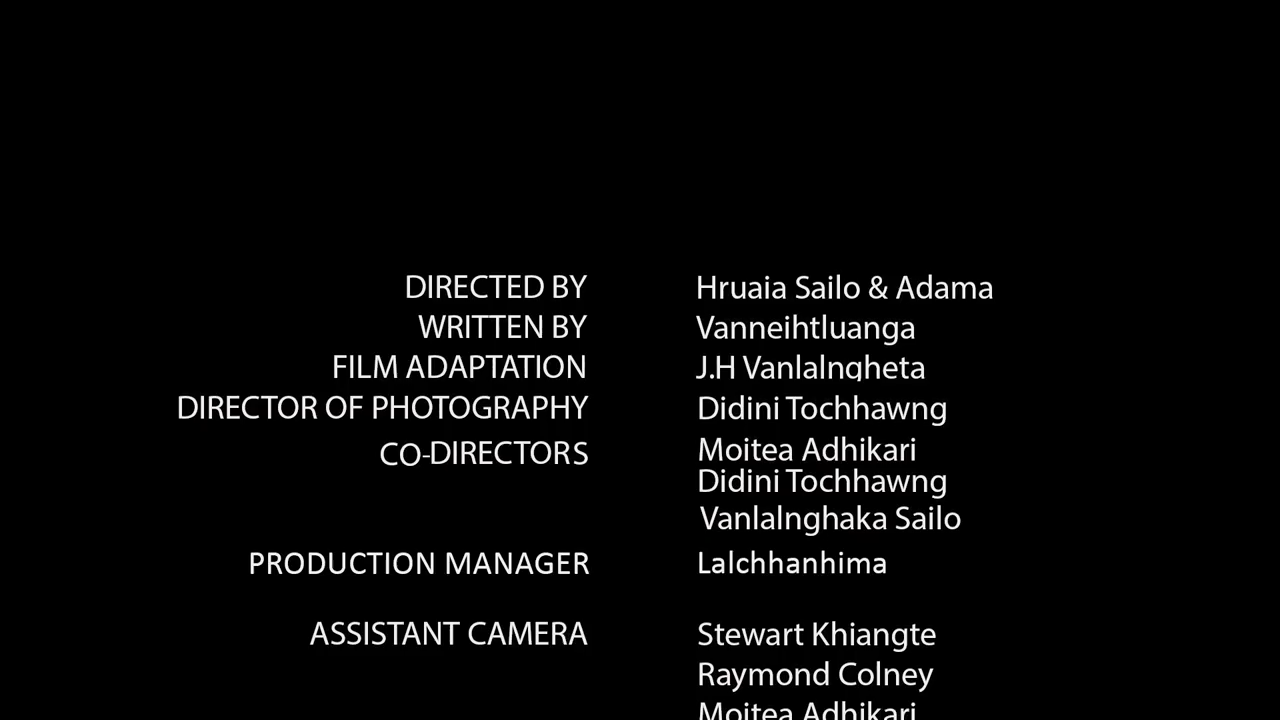 DIRECTED BY Hruaia Sailo & Adama
WRITTEN BY Vanneihtluanga
FILM ADAPTATION J.H Vanlalngheta
DIRECTOR OF PHOTOGRAPHY Didini Tochhawng
CO-DIRECTORS Moitea Adhikari
Didini Tochhawng
Vanlalnghaka Sailo
PRODUCTION MANAGER Lalchhanhima
ASSISTANT CAMERA Stewart Khiangte
Raymond Colney
Moitea Adhikari